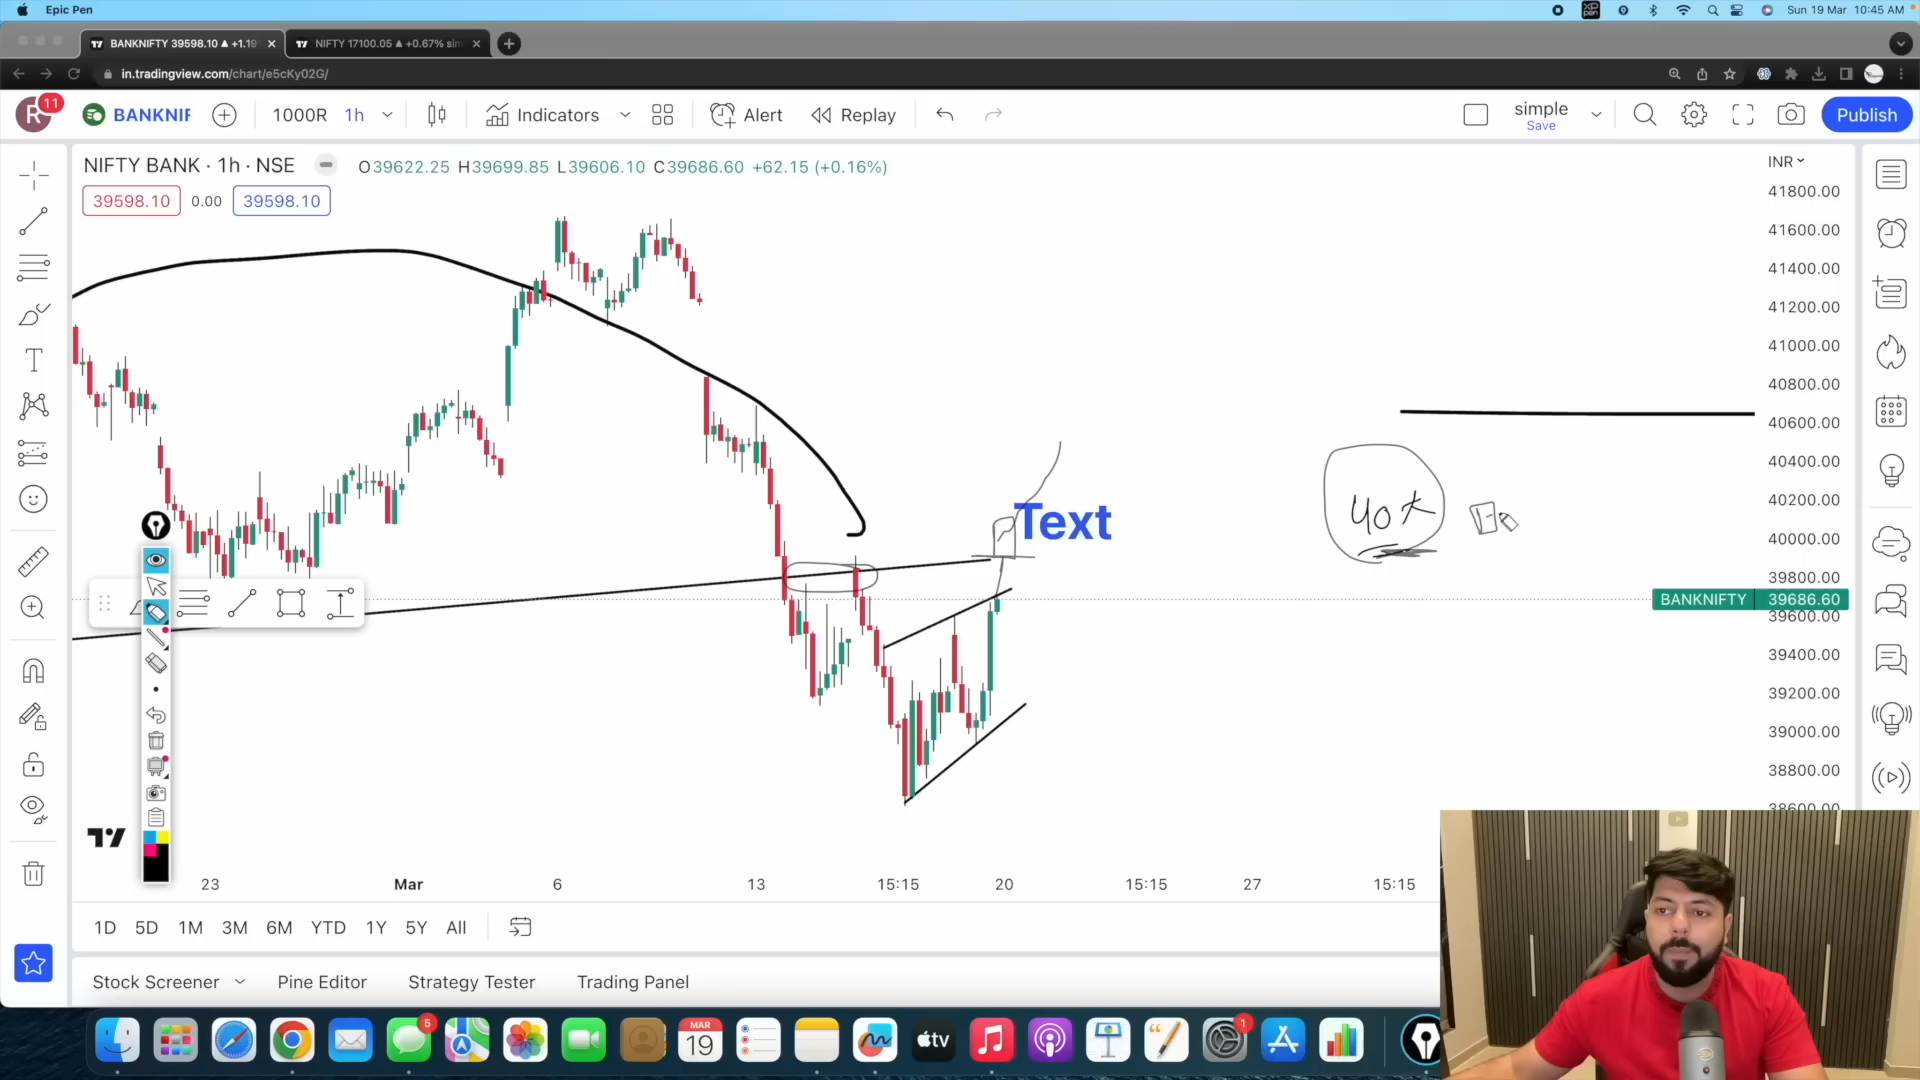 Epic Pen
Sun 19 Mar 10:45 AM
BANKNIFTY 39598.10 ▲ +1.19
NIFTY 17100.05 ▲ +0.67% sim
in.tradingview.com/chart/e5cKy02G/
R 11
BANKNIF
1000R 1h
Indicators
Alert
Replay
simple
Save
Publish
NIFTY BANK · 1h · NSE
O39622.25 H39699.85 L39606.10 C39686.60 +62.15 (+0.16%)
39598.10 0.00 39598.10
INR
41800.00
41600.00
41400.00
41200.00
41000.00
40800.00
40600.00
40400.00
40200.00
40000.00
39800.00
BANKNIFTY 39686.60
39600.00
39400.00
39200.00
39000.00
38800.00
38600.00
Text
40k
23 Mar 6 13 15:15 20 15:15 27 15:15
1D 5D 1M 3M 6M YTD 1Y 5Y All
Stock Screener Pine Editor Strategy Tester Trading Panel
5
MAR
19
tv
1